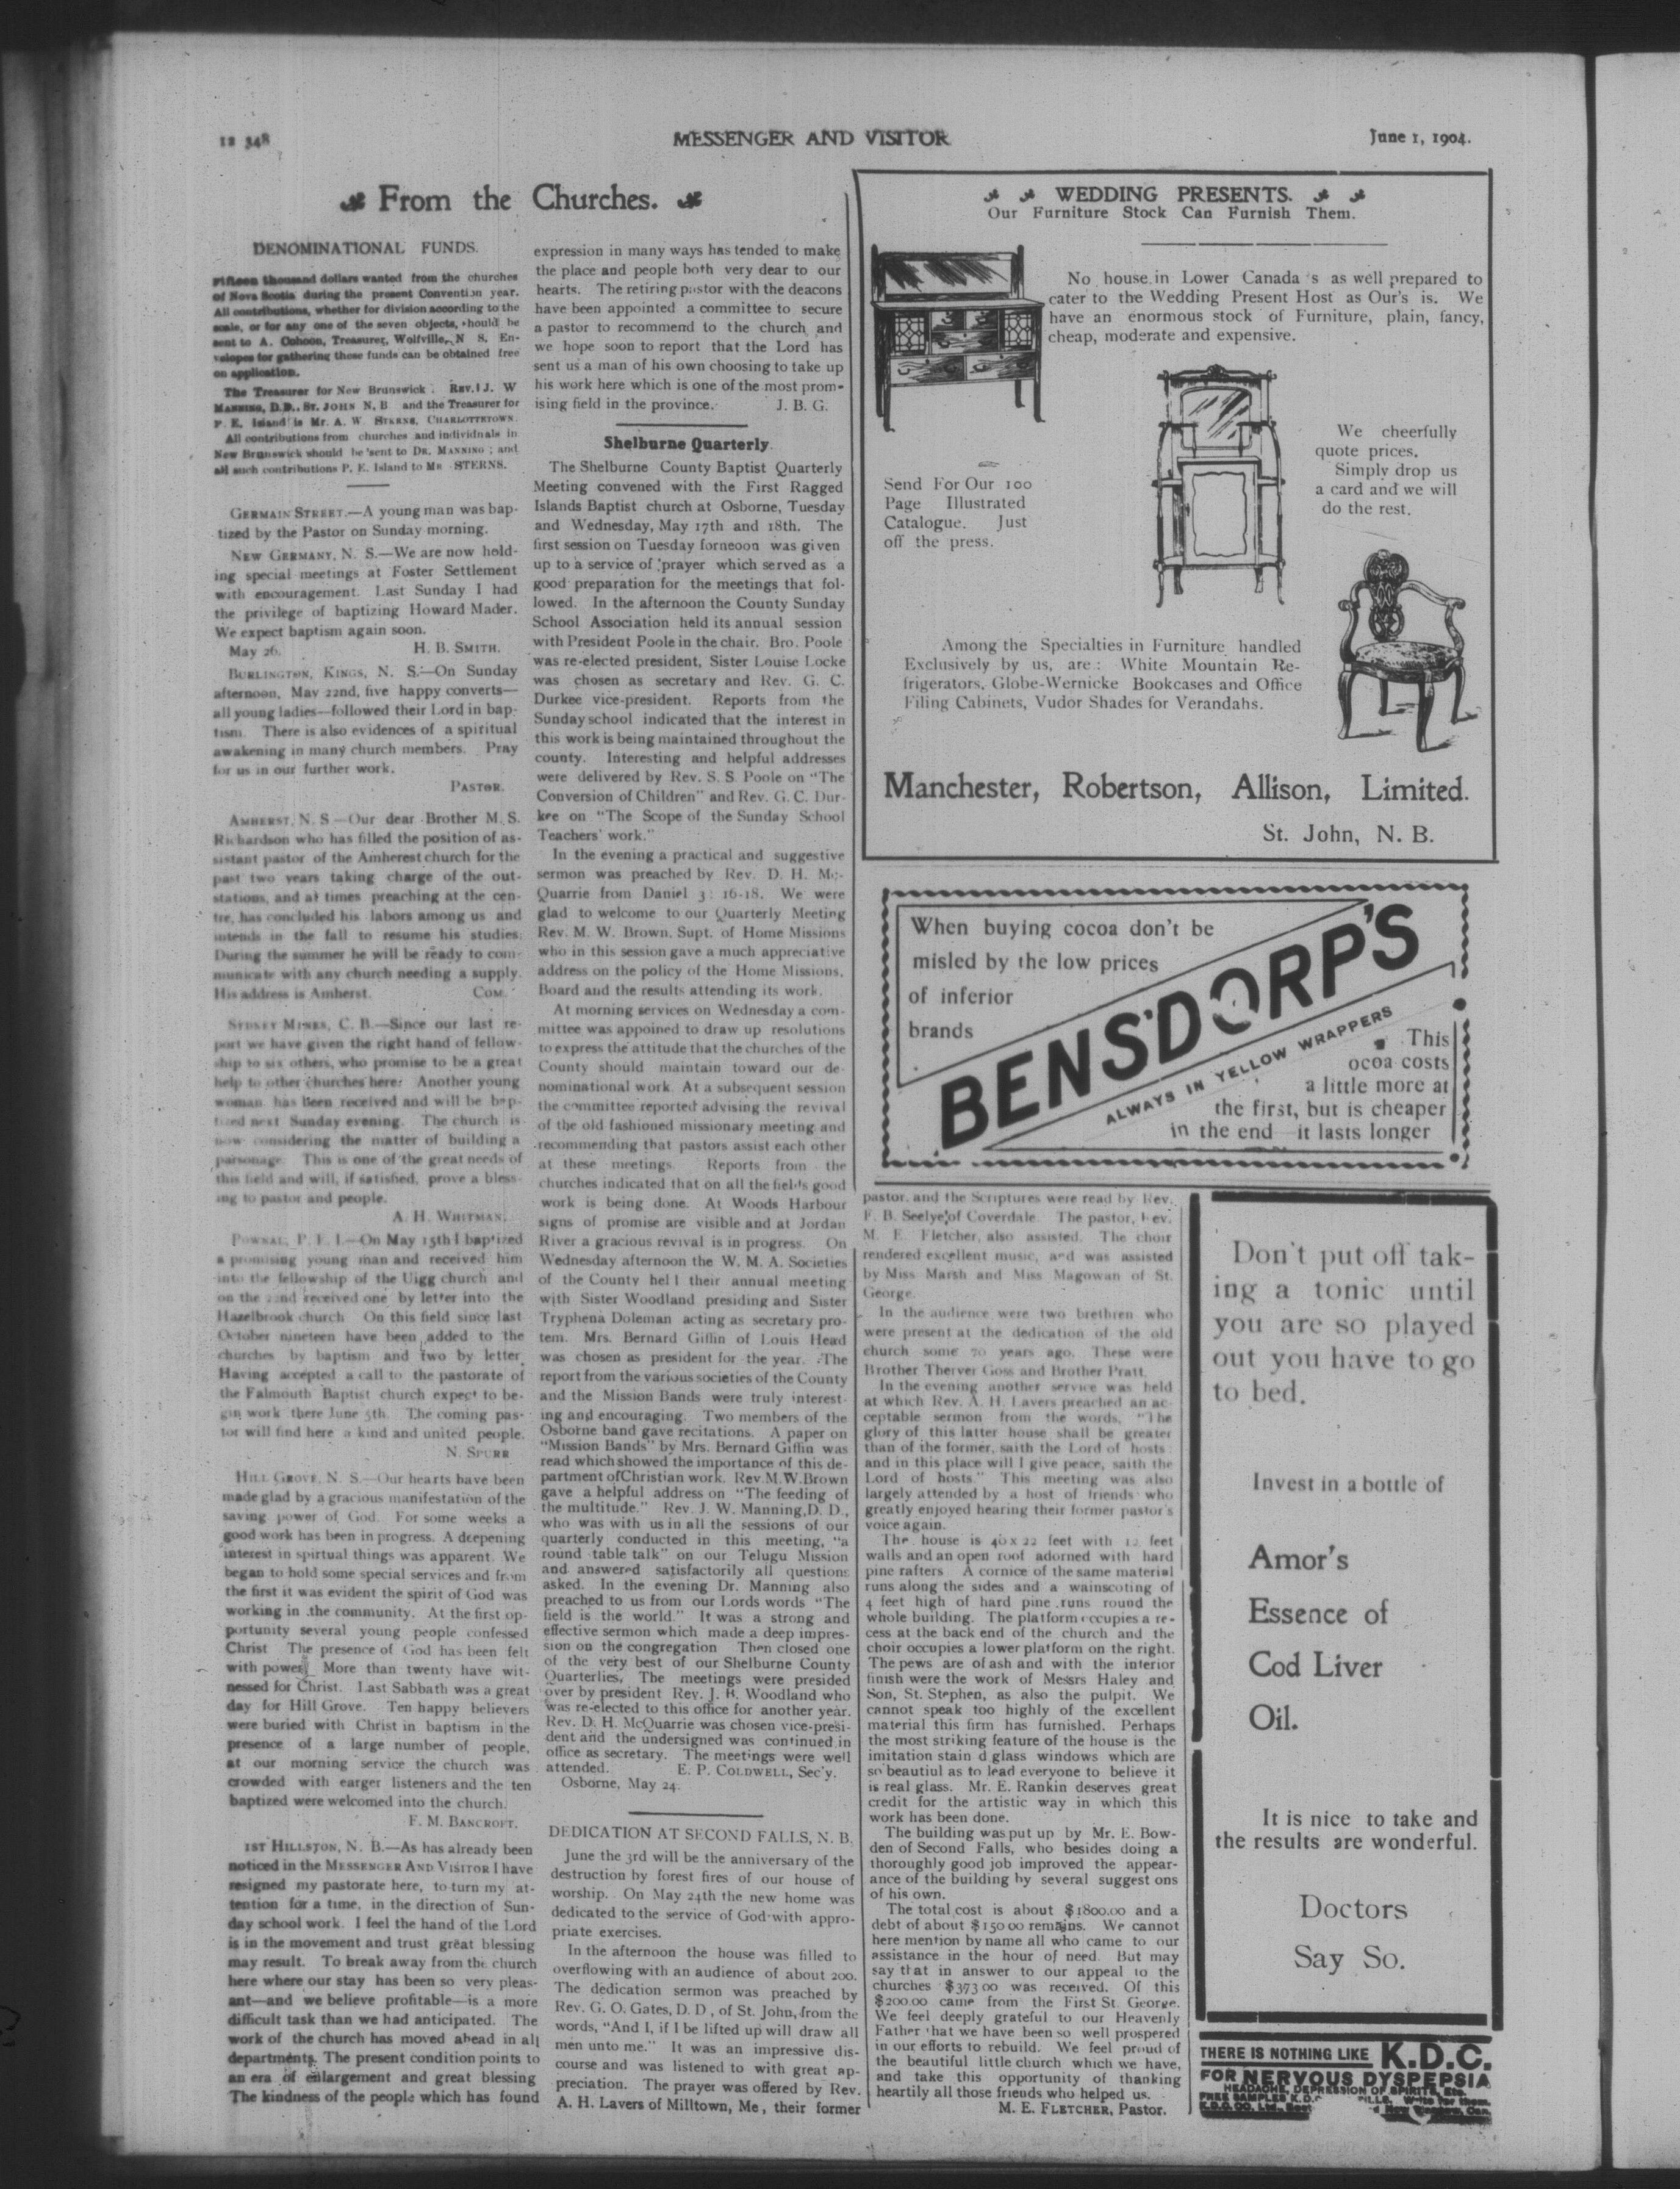 12 348
MESSENGER AND VISITOR
June 1, 1904.
From the Churches.
DENOMINATIONAL FUNDS.
Fifteen thousand dollars wanted from the churches
of Nova Scotia during the present Convention year.
All contributions, whether for division according to the
scale, or for any one of the seven objects, should be
sent to A. Cohoon, Treasurer, Wolfville, N S. En-
velopes for gathering these funds can be obtained free
on application.
The Treasurer for New Brunswick REV. J. W
MANNING, D.D., ST. JOHN N, B and the Treasurer for
P. E. Island is Mr. A. W. STERNS, CHARLOTTETOWN.
All contributions from churches and individnals in
New Brunswick should be sent to DR. MANNING ; and
all such contributions P. E. Island to MR STERNS.
GERMAIN STREET.—A young man was bap-
tized by the Pastor on Sunday morning.
NEW GERMANY, N. S.—We are now hold-
ing special meetings at Foster Settlement
with encouragement. Last Sunday I had
the privilege of baptizing Howard Mader.
We expect baptism again soon.
May 26. H. B. SMITH.
BURLINGTON, KINGS, N. S.—On Sunday
afternoon, May 22nd, five happy converts—
all young ladies—followed their Lord in bap-
tism. There is also evidences of a spiritual
awakening in many church members. Pray
for us in our further work.
PASTOR.
AMHERST, N. S.—Our dear Brother M. S.
Richardson who has filled the position of as-
sistant pastor of the Amherest church for the
past two years taking charge of the out-
stations, and at times preaching at the cen-
tre, has concluded his labors among us and
intends in the fall to resume his studies.
During the summer he will be ready to com-
municate with any church needing a supply.
His address is Amherst. COM.
SYDNEY MINES, C. B.—Since our last re-
port we have given the right hand of fellow-
ship to six others, who promise to be a great
help to other churches here. Another young
woman has been received and will be bap-
tized next Sunday evening. The church is
now considering the matter of building a
parsonage. This is one of the great needs of
this field and will, if satisfied, prove a bless-
ing to pastor and people.
A. H. WHITMAN.
POWNAL, P. E. I.—On May 15th I baptized
a promising young man and received him
into the fellowship of the Uigg church and
on the 22nd received one by letter into the
Hazelbrook church On this field since last
October nineteen have been added to the
churches by baptism and two by letter.
Having accepted a call to the pastorate of
the Falmouth Baptist church expect to be-
gin work there June 5th. The coming pas-
tor will find here a kind and united people.
N. SPURR
HILL GROVE, N. S.—Our hearts have been
made glad by a gracious manifestation of the
saving power of God. For some weeks a
good work has been in progress. A deepening
interest in spirtual things was apparent. We
began to hold some special services and from
the first it was evident the spirit of God was
working in the community. At the first op-
portunity several young people confessed
Christ The presence of God has been felt
with power. More than twenty have wit-
nessed for Christ. Last Sabbath was a great
day for Hill Grove. Ten happy believers
were buried with Christ in baptism in the
presence of a large number of people,
at our morning service the church was
crowded with earger listeners and the ten
baptized were welcomed into the church.
F. M. BANCROFT.
1ST HILLSTON, N. B.—As has already been
noticed in the MESSENGER AND VISITOR I have
resigned my pastorate here, to turn my at-
tention for a time, in the direction of Sun-
day school work. I feel the hand of the Lord
is in the movement and trust great blessing
may result. To break away from the church
here where our stay has been so very pleas-
ant—and we believe profitable—is a more
difficult task than we had anticipated. The
work of the church has moved ahead in all
departments. The present condition points to
an era of enlargement and great blessing
The kindness of the people which has found
expression in many ways has tended to make
the place and people both very dear to our
hearts. The retiring pastor with the deacons
have been appointed a committee to secure
a pastor to recommend to the church and
we hope soon to report that the Lord has
sent us a man of his own choosing to take up
his work here which is one of the most prom-
ising field in the province. J. B. G.
Shelburne Quarterly.
The Shelburne County Baptist Quarterly
Meeting convened with the First Ragged
Islands Baptist church at Osborne, Tuesday
and Wednesday, May 17th and 18th. The
first session on Tuesday forneoon was given
up to a service of prayer which served as a
good preparation for the meetings that fol-
lowed. In the afternoon the County Sunday
School Association held its annual session
with President Poole in the chair. Bro. Poole
was re-elected president, Sister Louise Locke
was chosen as secretary and Rev. G. C.
Durkee vice-president. Reports from the
Sunday school indicated that the interest in
this work is being maintained throughout the
county. Interesting and helpful addresses
were delivered by Rev. S. S. Poole on "The
Conversion of Children" and Rev. G. C. Dur-
kee on "The Scope of the Sunday School
Teachers' work."
In the evening a practical and suggestive
sermon was preached by Rev. D. H. Mc-
Quarrie from Daniel 3: 16-18. We were
glad to welcome to our Quarterly Meeting
Rev. M. W. Brown, Supt. of Home Missions
who in this session gave a much appreciative
address on the policy of the Home Missions,
Board and the results attending its work.
At morning services on Wednesday a com-
mittee was appoined to draw up resolutions
to express the attitude that the churches of the
County should maintain toward our de-
nominational work. At a subsequent session
the committee reported advising the revival
of the old fashioned missionary meeting and
recommending that pastors assist each other
at these meetings. Reports from the
churches indicated that on all the fields good
work is being done. At Woods Harbour
signs of promise are visible and at Jordan
River a gracious revival is in progress. On
Wednesday afternoon the W. M. A. Societies
of the County held their annual meeting
with Sister Woodland presiding and Sister
Tryphena Doleman acting as secretary pro-
tem. Mrs. Bernard Giffin of Louis Head
was chosen as president for the year. The
report from the various societies of the County
and the Mission Bands were truly interest-
ing and encouraging. Two members of the
Osborne band gave recitations. A paper on
"Mission Bands" by Mrs. Bernard Giffin was
read which showed the importance of this de-
partment of Christian work. Rev. M. W. Brown
gave a helpful address on "The feeding of
the multitude." Rev. J. W. Manning, D. D.,
who was with us in all the sessions of our
quarterly conducted in this meeting, "a
round table talk" on our Telugu Mission
and answered satisfactorily all questions
asked. In the evening Dr. Manning also
preached to us from our Lords words "The
field is the world." It was a strong and
effective sermon which made a deep impres-
sion on the congregation Then closed one
of the very best of our Shelburne County
Quarterlies. The meetings were presided
over by president Rev. J. B. Woodland who
was re-elected to this office for another year.
Rev. D. H. McQuarrie was chosen vice-presi-
dent and the undersigned was continued in
office as secretary. The meetings were well
attended. E. P. COLDWELL, Sec'y.
Osborne, May 24.
DEDICATION AT SECOND FALLS, N. B.
June the 3rd will be the anniversary of the
destruction by forest fires of our house of
worship. On May 24th the new home was
dedicated to the service of God with appro-
priate exercises.
In the afternoon the house was filled to
overflowing with an audience of about 200.
The dedication sermon was preached by
Rev. G. O. Gates, D. D., of St. John, from the
words, "And I, if I be lifted up will draw all
men unto me." It was an impressive dis-
course and was listened to with great ap-
preciation. The prayer was offered by Rev.
A. H. Lavers of Milltown, Me, their former
WEDDING PRESENTS.
Our Furniture Stock Can Furnish Them.
No house in Lower Canada 's as well prepared to
cater to the Wedding Present Host as Our's is. We
have an enormous stock of Furniture, plain, fancy,
cheap, moderate and expensive.
We cheerfully
quote prices.
Simply drop us
a card and we will
do the rest.
Send For Our 100
Page Illustrated
Catalogue. Just
off the press.
Among the Specialties in Furniture handled
Exclusively by us, are: White Mountain Re-
frigerators, Globe-Wernicke Bookcases and Office
Filing Cabinets, Vudor Shades for Verandahs.
Manchester, Robertson, Allison, Limited.
St. John, N. B.
When buying cocoa don't be
misled by the low prices
of inferior
brands
BENSDORP'S
ALWAYS IN YELLOW WRAPPERS
This
ocoa costs
a little more at
the first, but is cheaper
in the end it lasts longer
pastor, and the Scriptures were read by Rev.
F. B. Seelye of Coverdale. The pastor, Rev.
M. E. Fletcher, also assisted. The choir
rendered excellent music, and was assisted
by Miss Marsh and Miss Magowan of St.
George.
In the audience were two brethren who
were present at the dedication of the old
church some 70 years ago. These were
Brother Therver Goss and Brother Pratt.
In the evening another service was held
at which Rev. A. H. Lavers preached an ac-
ceptable sermon from the words, "The
glory of this latter house shall be greater
than of the former, saith the Lord of hosts:
and in this place will I give peace, saith the
Lord of hosts." This meeting was also
largely attended by a host of friends who
greatly enjoyed hearing their former pastor's
voice again.
The house is 40 x 22 feet with 12 feet
walls and an open roof adorned with hard
pine rafters A cornice of the same material
runs along the sides and a wainscoting of
4 feet high of hard pine runs round the
whole building. The platform occupies a re-
cess at the back end of the church and the
choir occupies a lower platform on the right.
The pews are of ash and with the interior
finish were the work of Messrs Haley and
Son, St. Stephen, as also the pulpit. We
cannot speak too highly of the excellent
material this firm has furnished. Perhaps
the most striking feature of the house is the
imitation stain d glass windows which are
so beautiul as to lead everyone to believe it
is real glass. Mr. E. Rankin deserves great
credit for the artistic way in which this
work has been done.
The building was put up by Mr. E. Bow-
den of Second Falls, who besides doing a
thoroughly good job improved the appear-
ance of the building by several suggest ons
of his own.
The total cost is about $1800.00 and a
debt of about $150 00 remains. We cannot
here mention by name all who came to our
assistance in the hour of need. But may
say that in answer to our appeal to the
churches $373 00 was received. Of this
$200.00 came from the First St. George.
We feel deeply grateful to our Heavenly
Father that we have been so well prospered
in our efforts to rebuild. We feel proud of
the beautiful little church which we have,
and take this opportunity of thanking
heartily all those friends who helped us.
M. E. FLETCHER, Pastor.
Don't put off tak-
ing a tonic until
you are so played
out you have to go
to bed.
Invest in a bottle of
Amor's
Essence of
Cod Liver
Oil.
It is nice to take and
the results are wonderful.
Doctors
Say So.
THERE IS NOTHING LIKE K.D.C.
FOR NERVOUS DYSPEPSIA
HEADACHE, DEPRESSION OF SPIRITS, Etc.
FREE SAMPLES K.D.C. PILLS. Write for them.
K.D.C. CO. Ltd., Bost New Glasgow, Can.